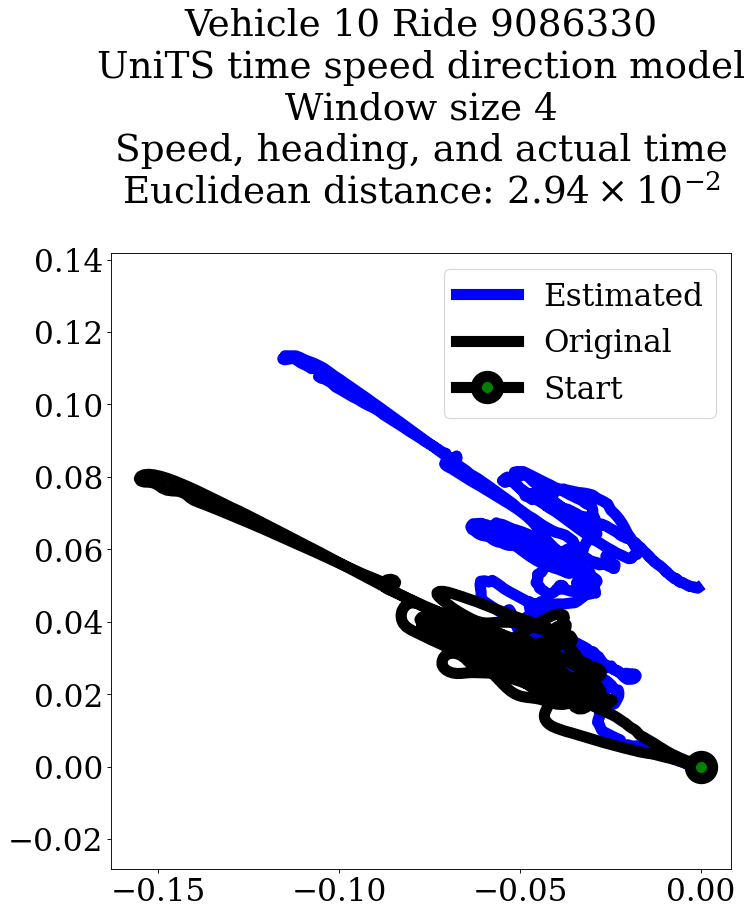 Vehicle 10 Ride 9086330
UniTS time speed direction model
Window size 4
Speed, heading, and actual time
Euclidean distance: 2.94 × 10⁻²
0.14
0.12
0.10
0.08
0.06
0.04
0.02
0.00
−0.02
Estimated
Original
Start
−0.15 −0.10 −0.05 0.00